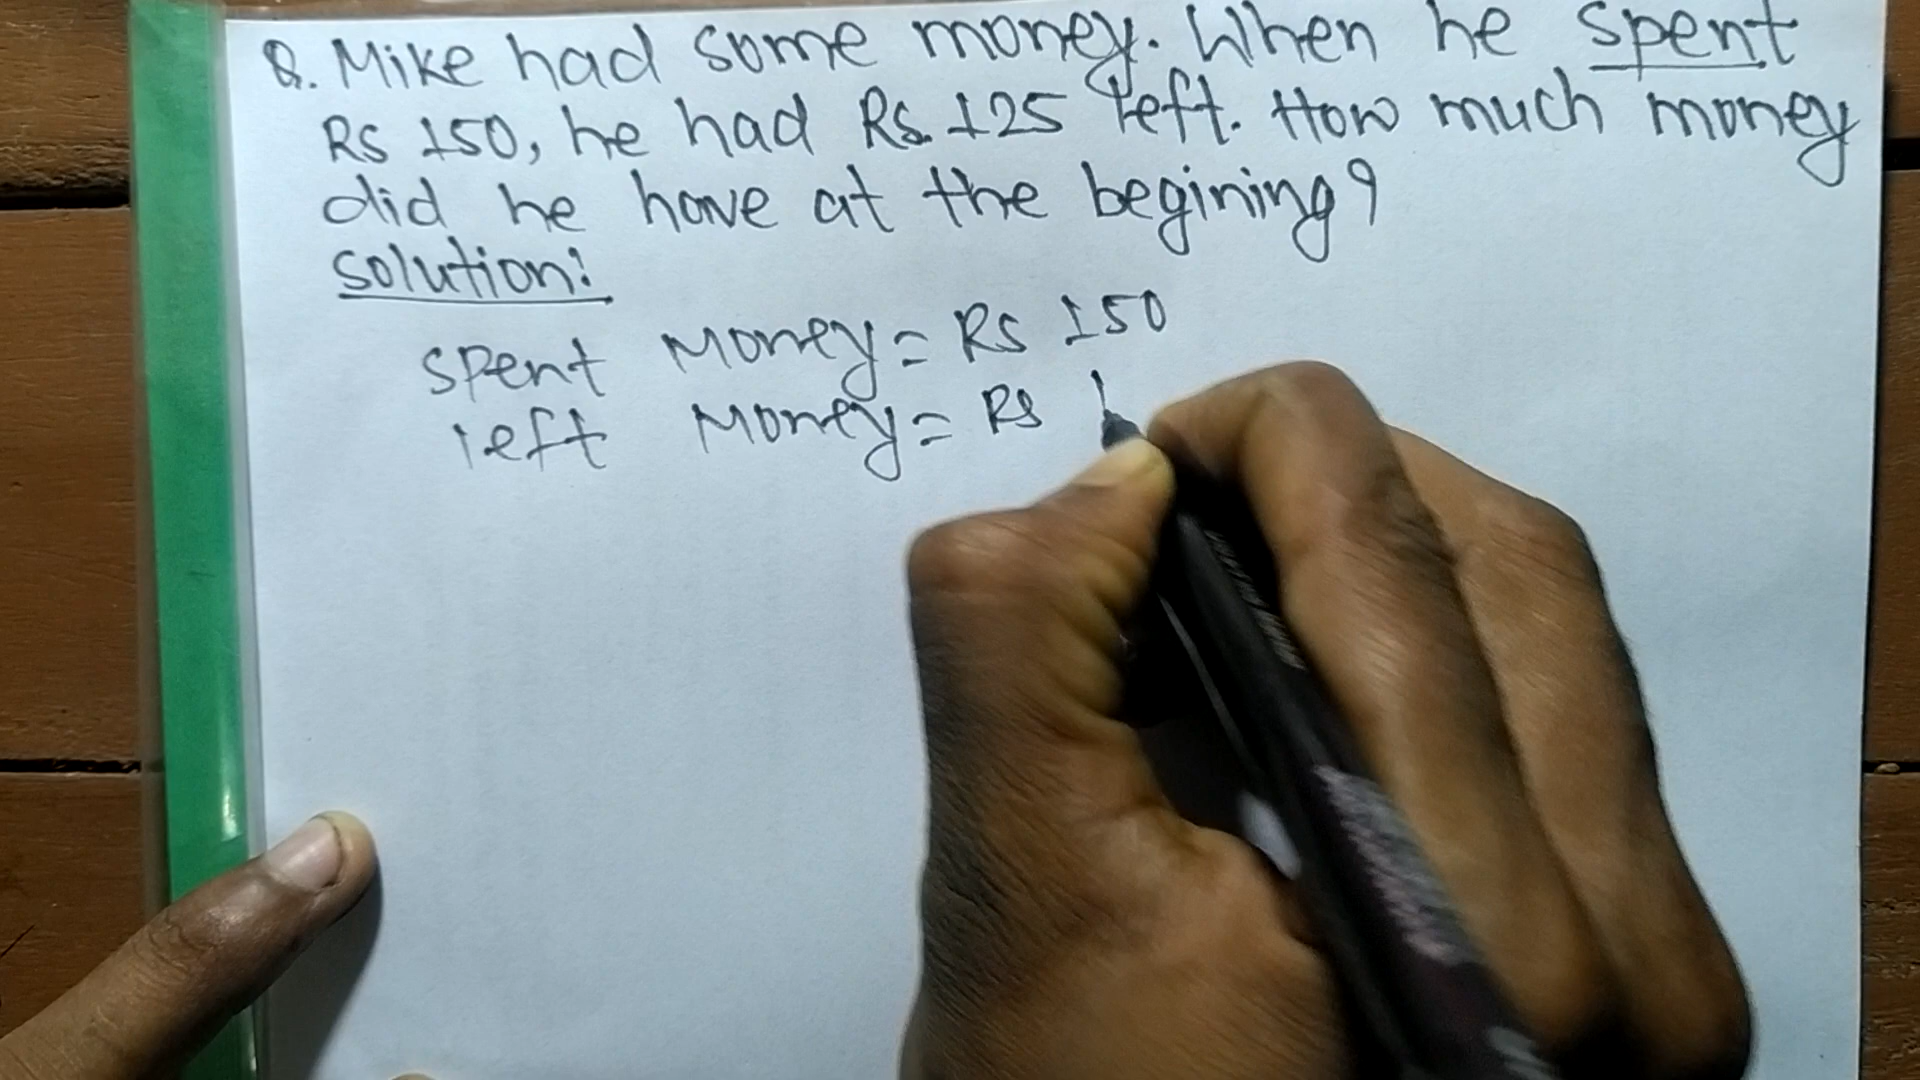 Q. Mike had some money. When he spent
Rs 150, he had Rs. 125 left. How much money
did he have at the begining?
Solution:
Spent Money = Rs 150
left Money = Rs 1